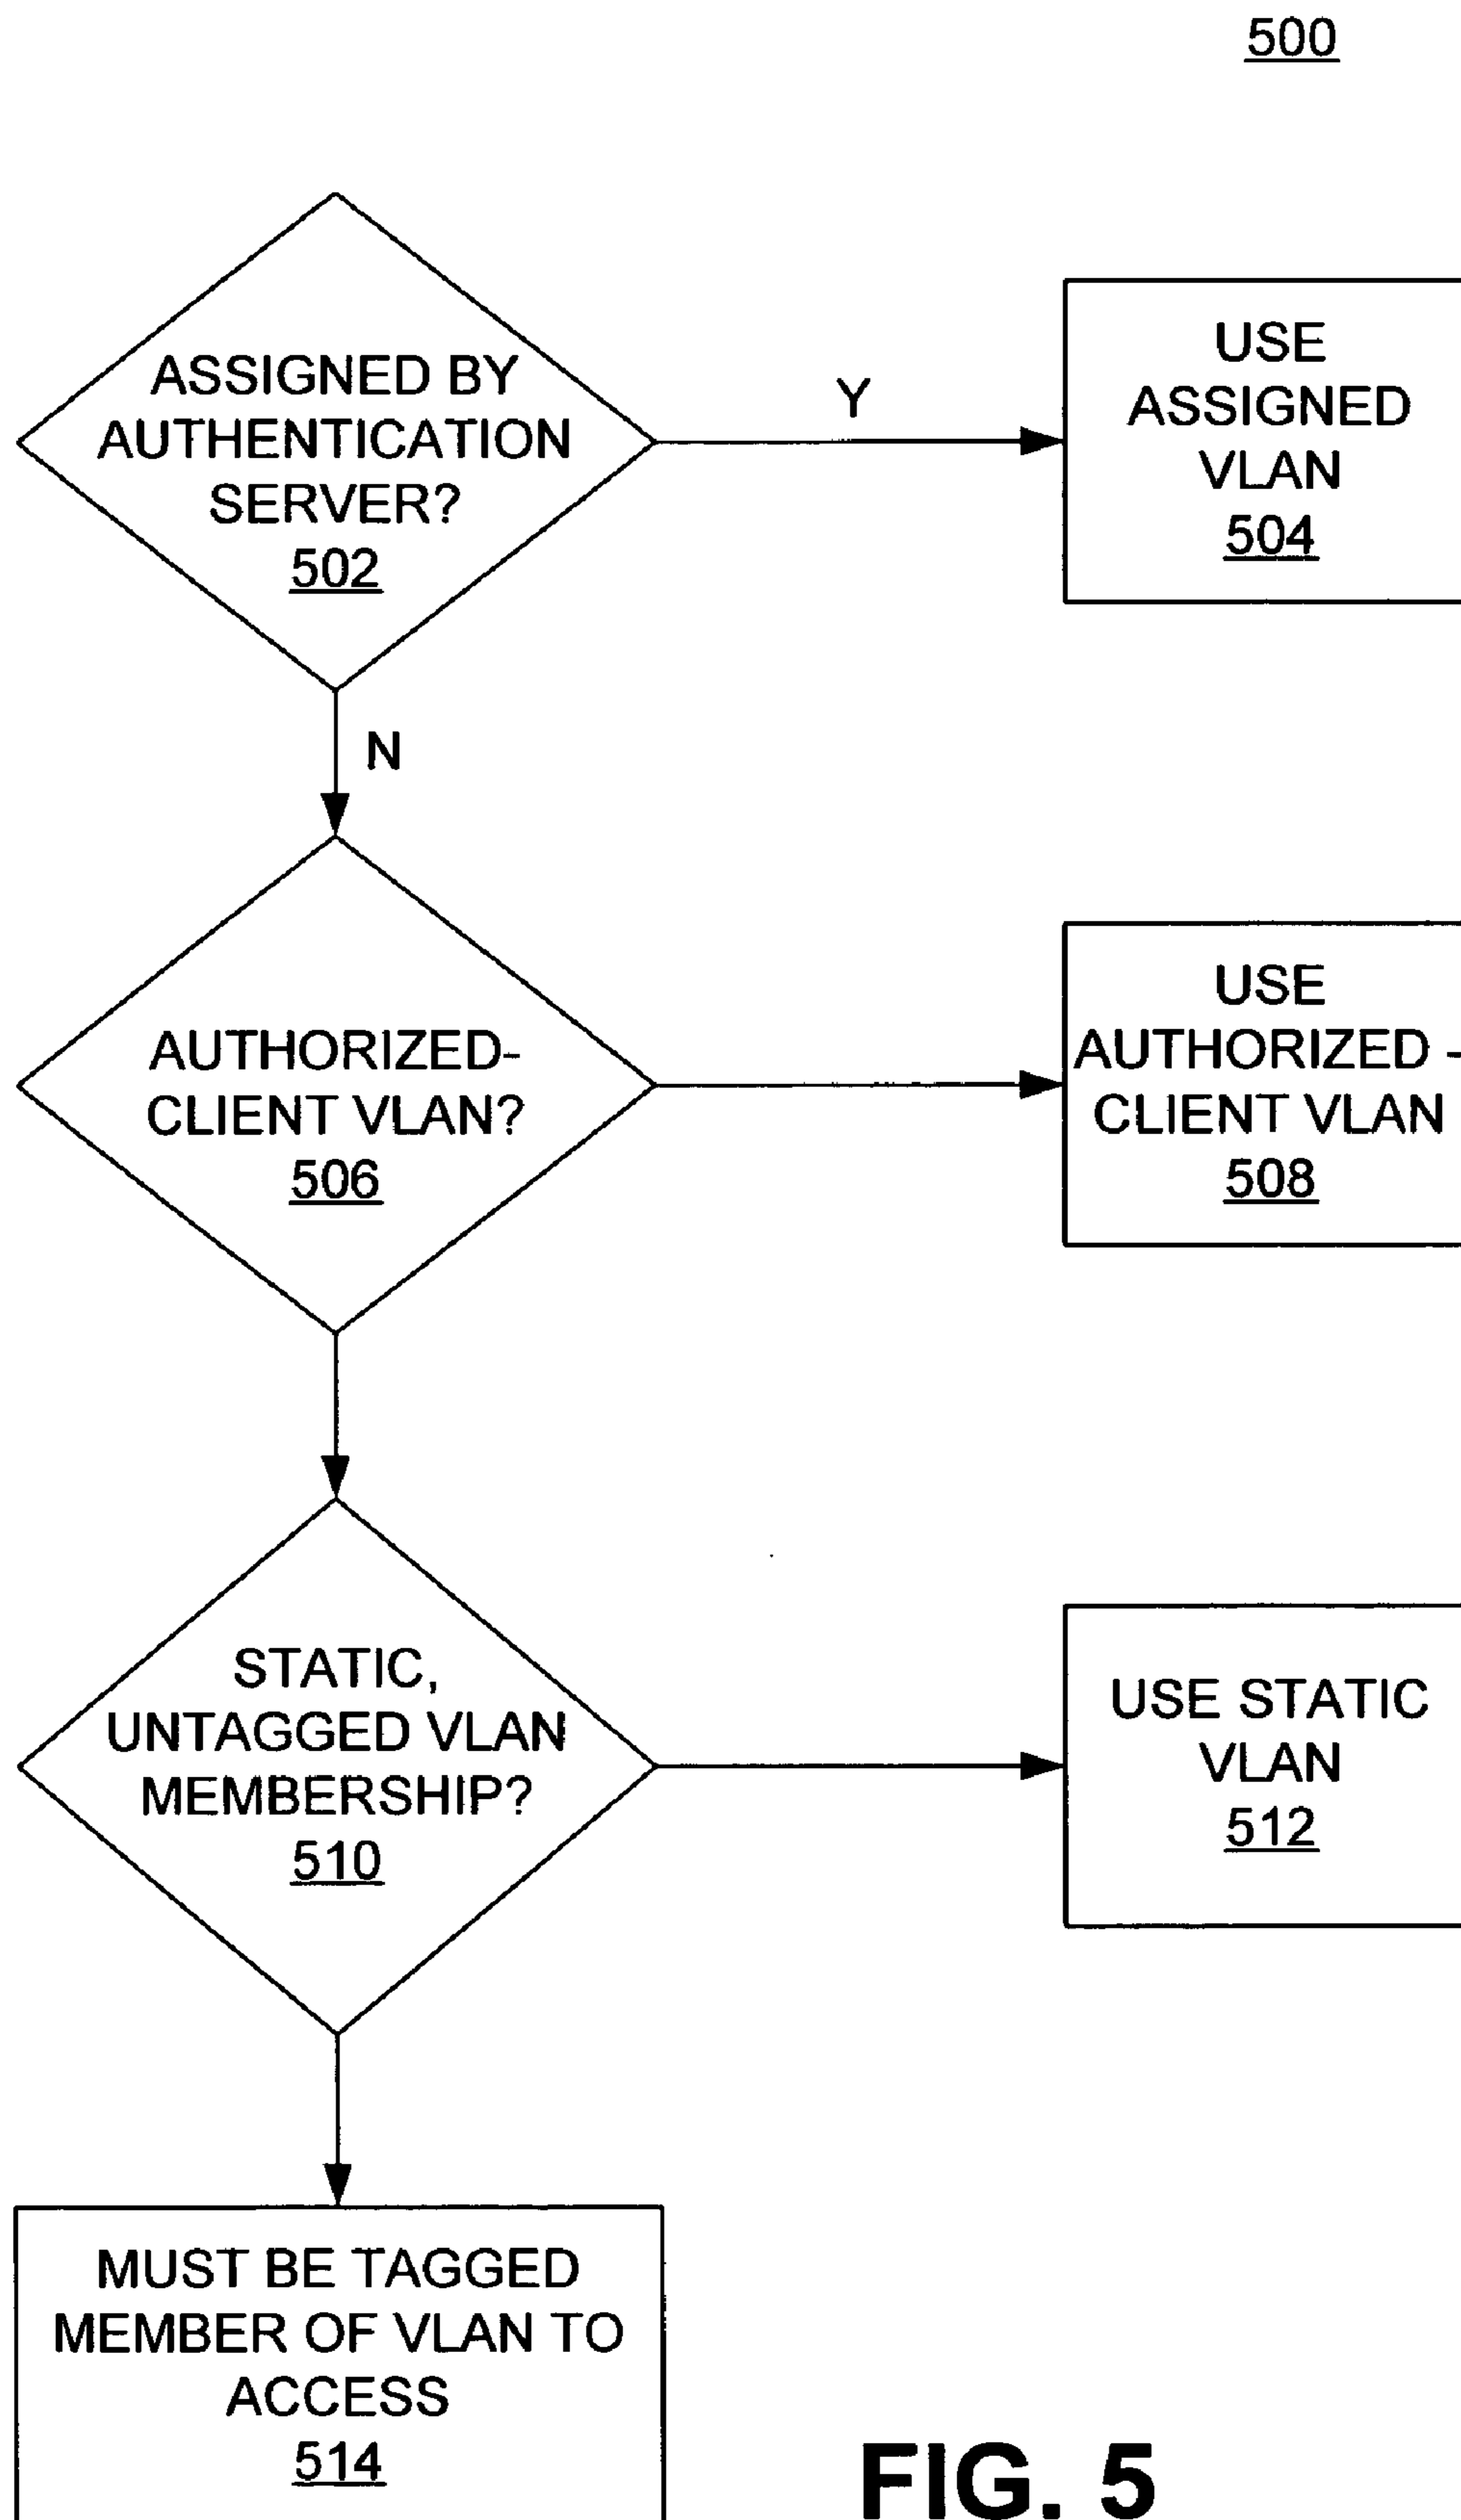 500
ASSIGNED BY
AUTHENTICATION
SERVER?
502
Y
USE
ASSIGNED
VLAN
504
N
AUTHORIZED-
CLIENT VLAN?
506
USE
AUTHORIZED -
CLIENT VLAN
508
STATIC,
UNTAGGED VLAN
MEMBERSHIP?
510
USE STATIC
VLAN
512
MUST BE TAGGED
MEMBER OF VLAN TO
ACCESS
514
FIG. 5